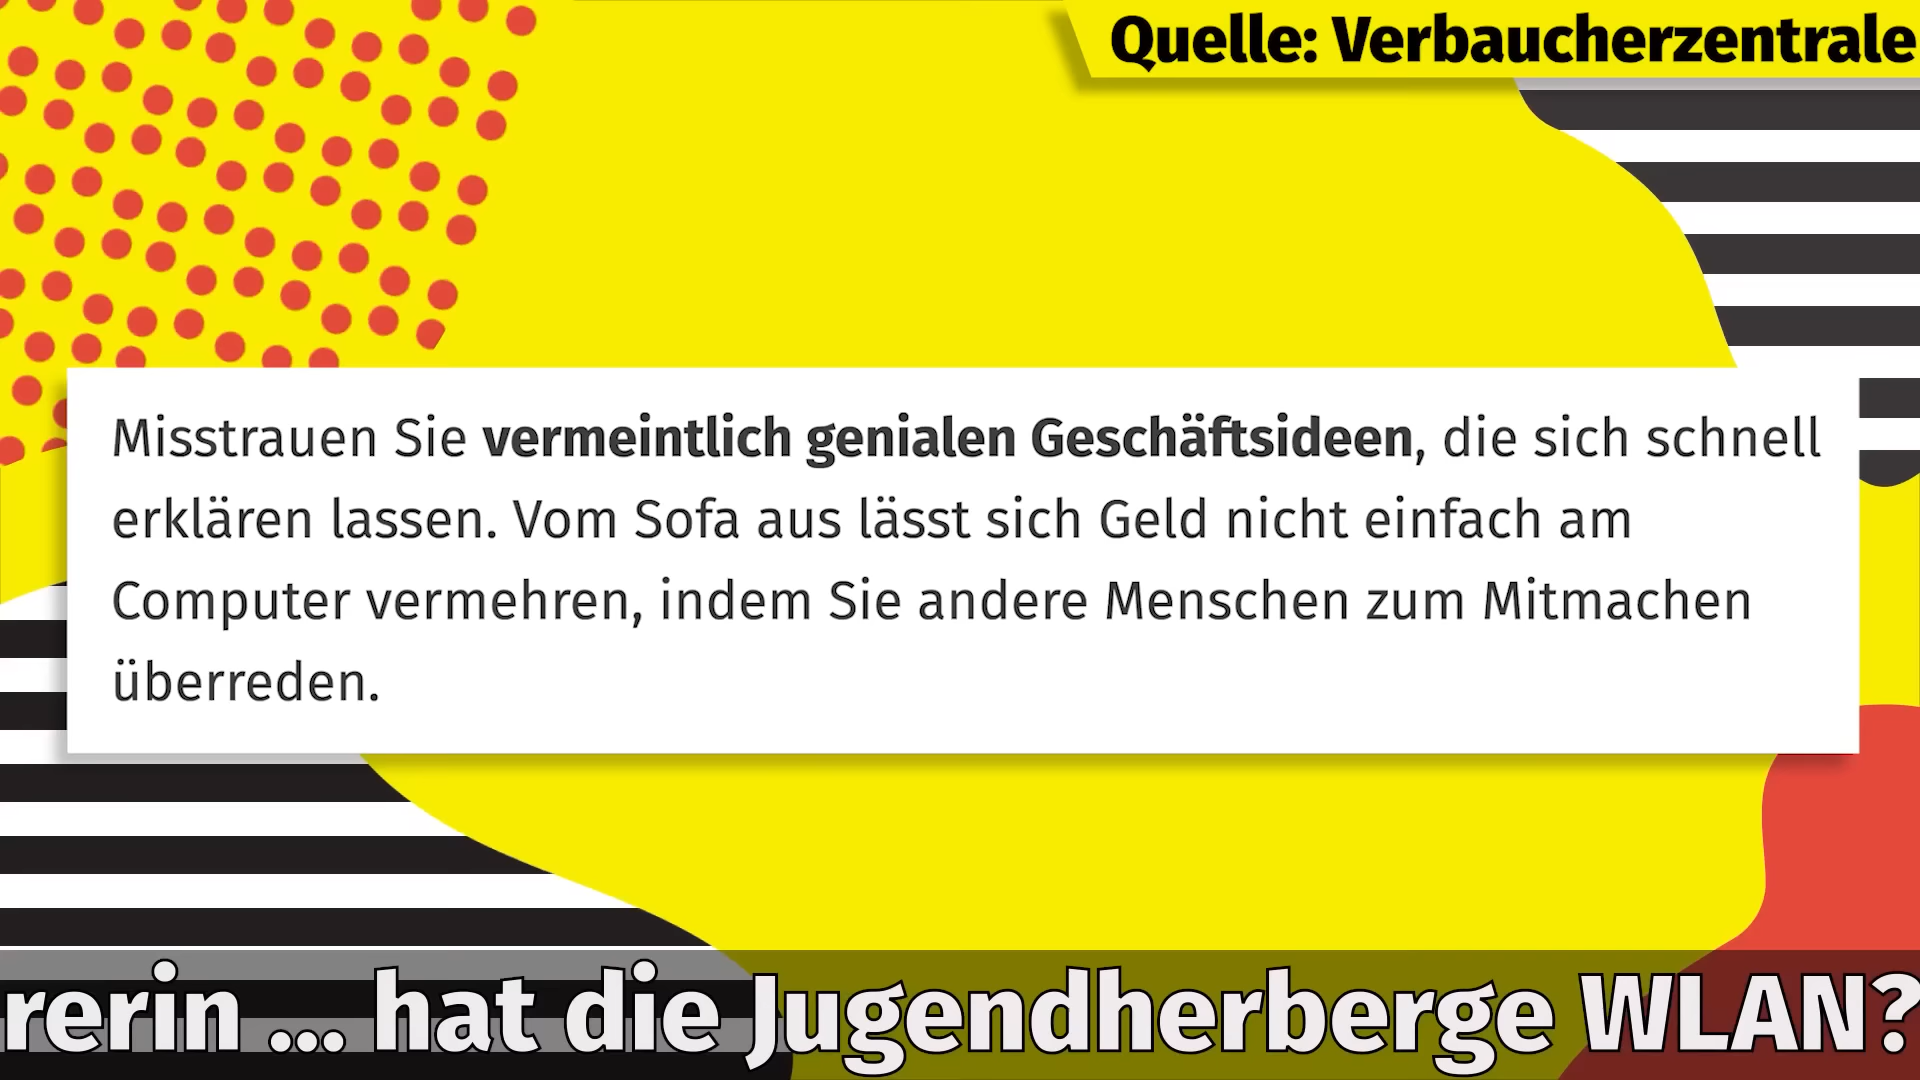 Quelle: Verbaucherzentrale
Misstrauen Sie vermeintlich genialen Geschäftsideen, die sich schnell
erklären lassen. Vom Sofa aus lässt sich Geld nicht einfach am
Computer vermehren, indem Sie andere Menschen zum Mitmachen
überreden.
rerin ... hat die Jugendherberge WLAN?